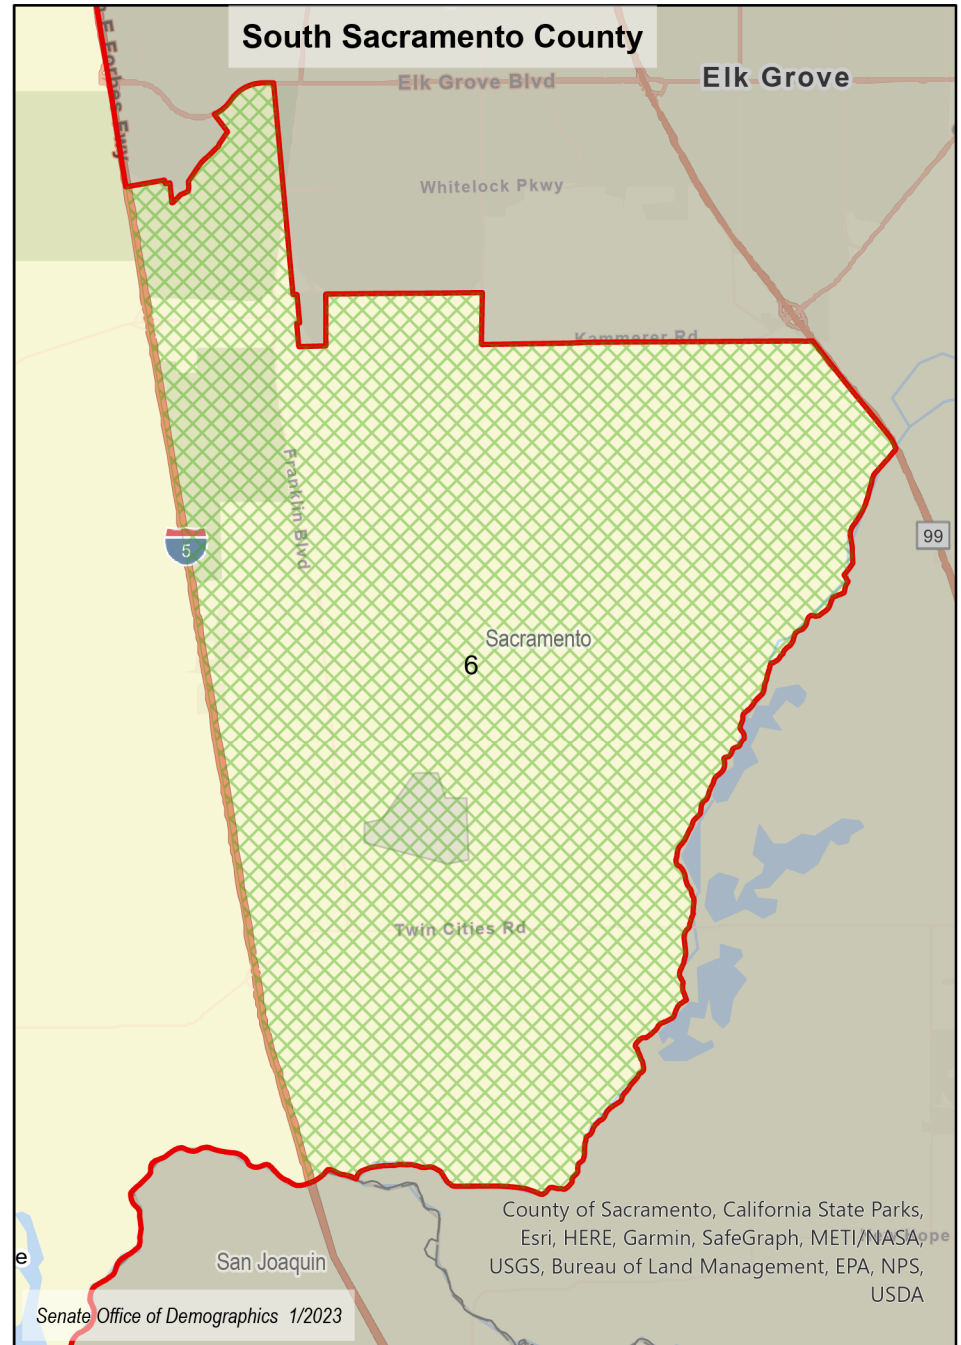 South Sacramento County
Elk Grove Blvd
Elk Grove
Whitelock Pkwy
Kammerer Rd
Franklin Blvd
5
99
Sacramento
6
Twin Cities Rd
County of Sacramento, California State Parks,
Esri, HERE, Garmin, SafeGraph, METI/NASA,
USGS, Bureau of Land Management, EPA, NPS,
USDA
San Joaquin
e
Senate Office of Demographics 1/2023